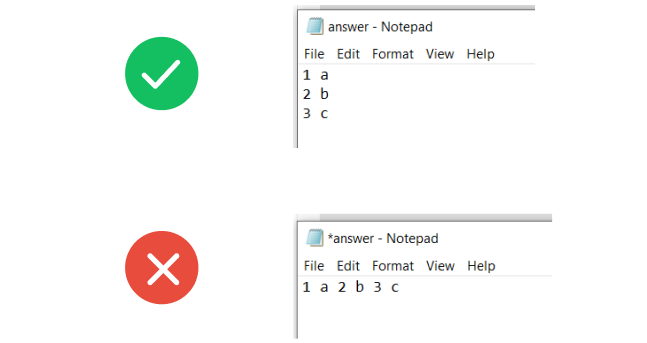 answer - Notepad
File Edit Format View Help
1 a
2 b
3 c
*answer - Notepad
File Edit Format View Help
1 a 2 b 3 c